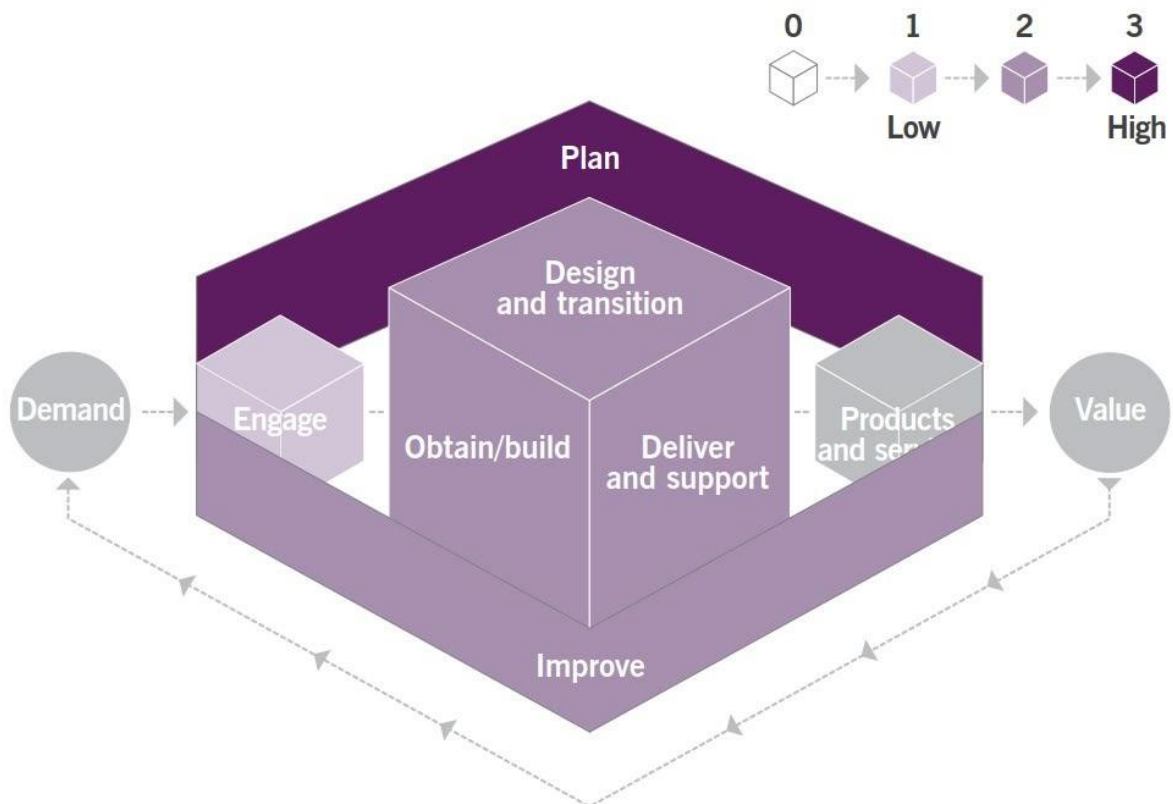 0 1 2 3
Low High
Plan
Design
and transition
Demand
Engage
Obtain/build
Deliver
and support
Products
and
Value
Improve